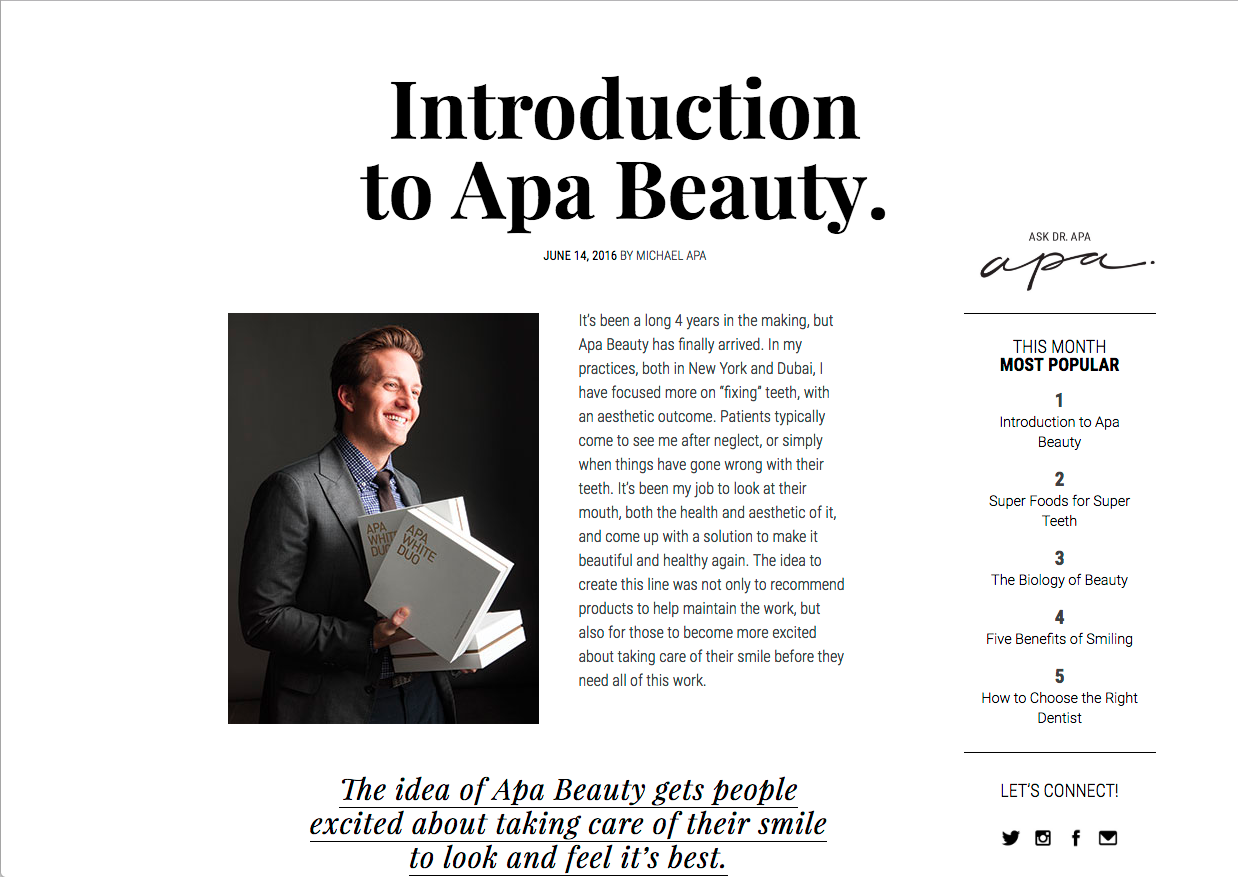 Introduction
to Apa Beauty.
JUNE 14, 2016 BY MICHAEL APA
APA
WHITE
DUO
APA
WHITE
DUO
It's been a long 4 years in the making, but
Apa Beauty has finally arrived. In my
practices, both in New York and Dubai, I
have focused more on “fixing” teeth, with
an aesthetic outcome. Patients typically
come to see me after neglect, or simply
when things have gone wrong with their
teeth. It's been my job to look at their
mouth, both the health and aesthetic of it,
and come up with a solution to make it
beautiful and healthy again. The idea to
create this line was not only to recommend
products to help maintain the work, but
also for those to become more excited
about taking care of their smile before they
need all of this work.
The idea of Apa Beauty gets people
excited about taking care of their smile
to look and feel it’s best.
ASK DR. APA
apa.
THIS MONTH
MOST POPULAR
1
Introduction to Apa
Beauty
2
Super Foods for Super
Teeth
3
The Biology of Beauty
4
Five Benefits of Smiling
5
How to Choose the Right
Dentist
LET'S CONNECT!